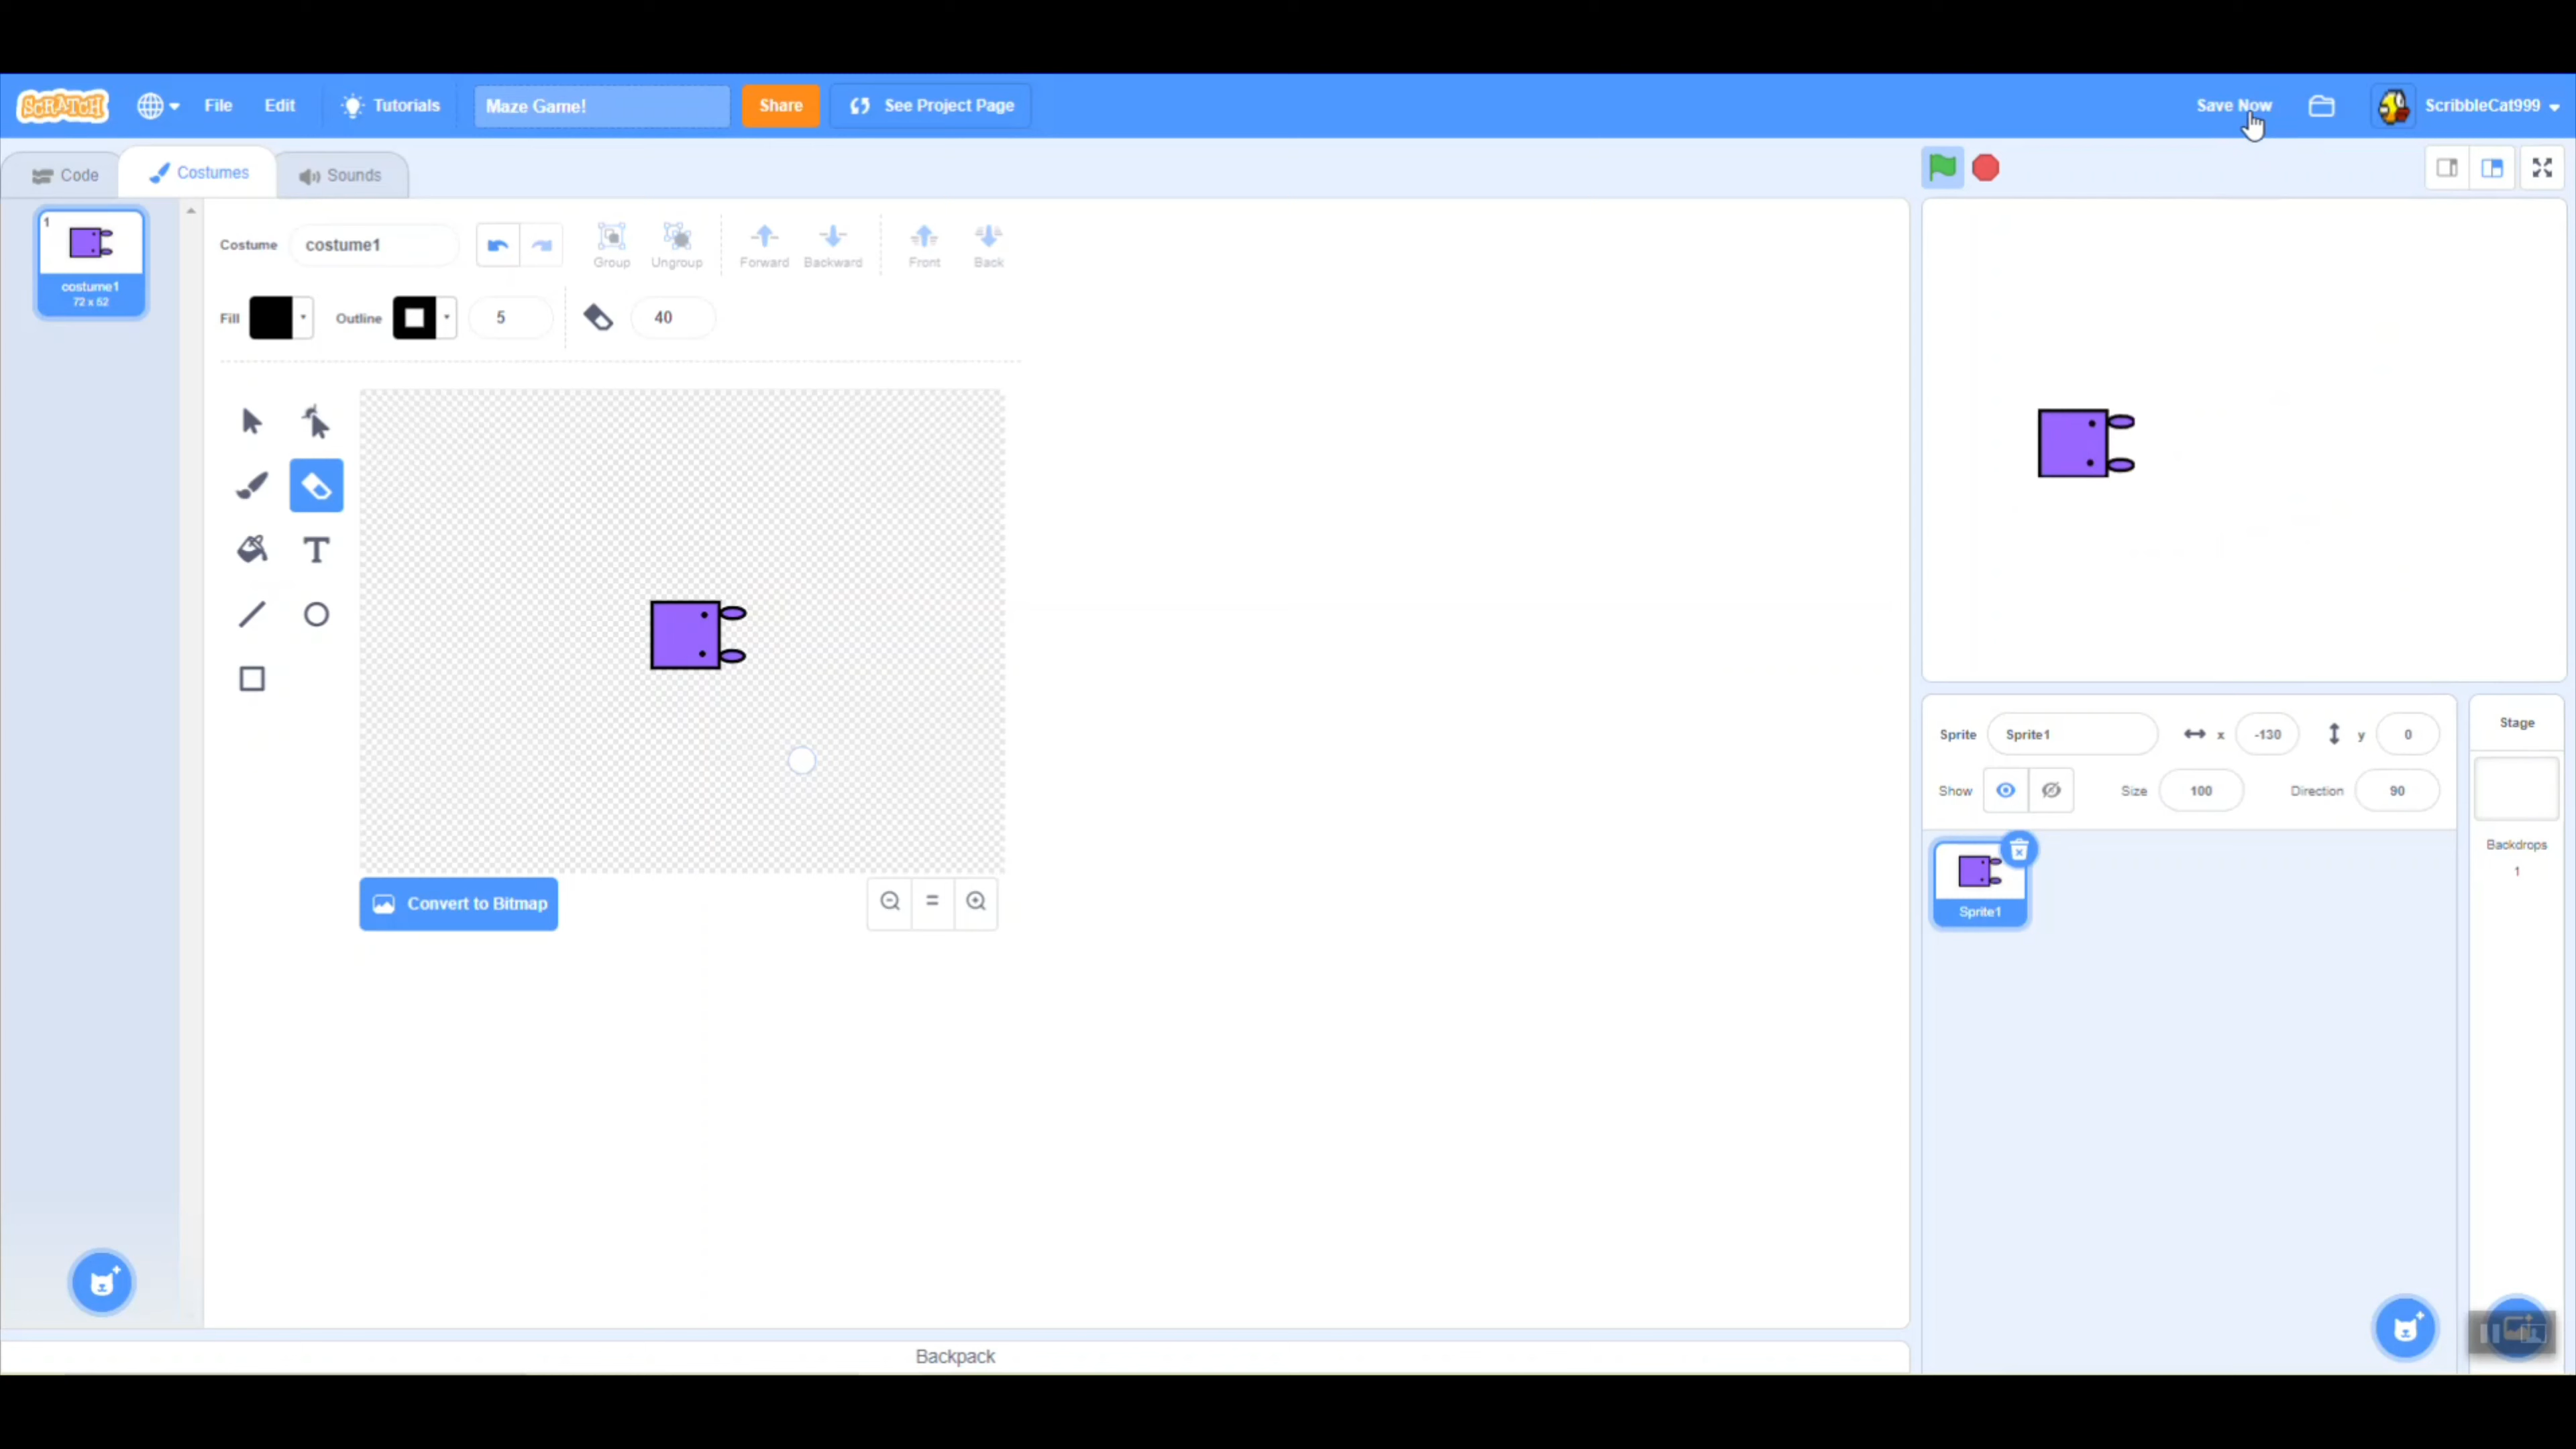 SCRATCH File Edit Tutorials Maze Game! Share See Project Page Save Now ScribbleCat999
Code Costumes Sounds
1
costume1
72 x 52
Costume costume1 Group Ungroup Forward Backward Front Back
Fill Outline 5 40
T
Convert to Bitmap
=
Sprite Sprite1 x -130 y 0
Show Size 100 Direction 90
Sprite1
Stage
Backdrops
1
Backpack